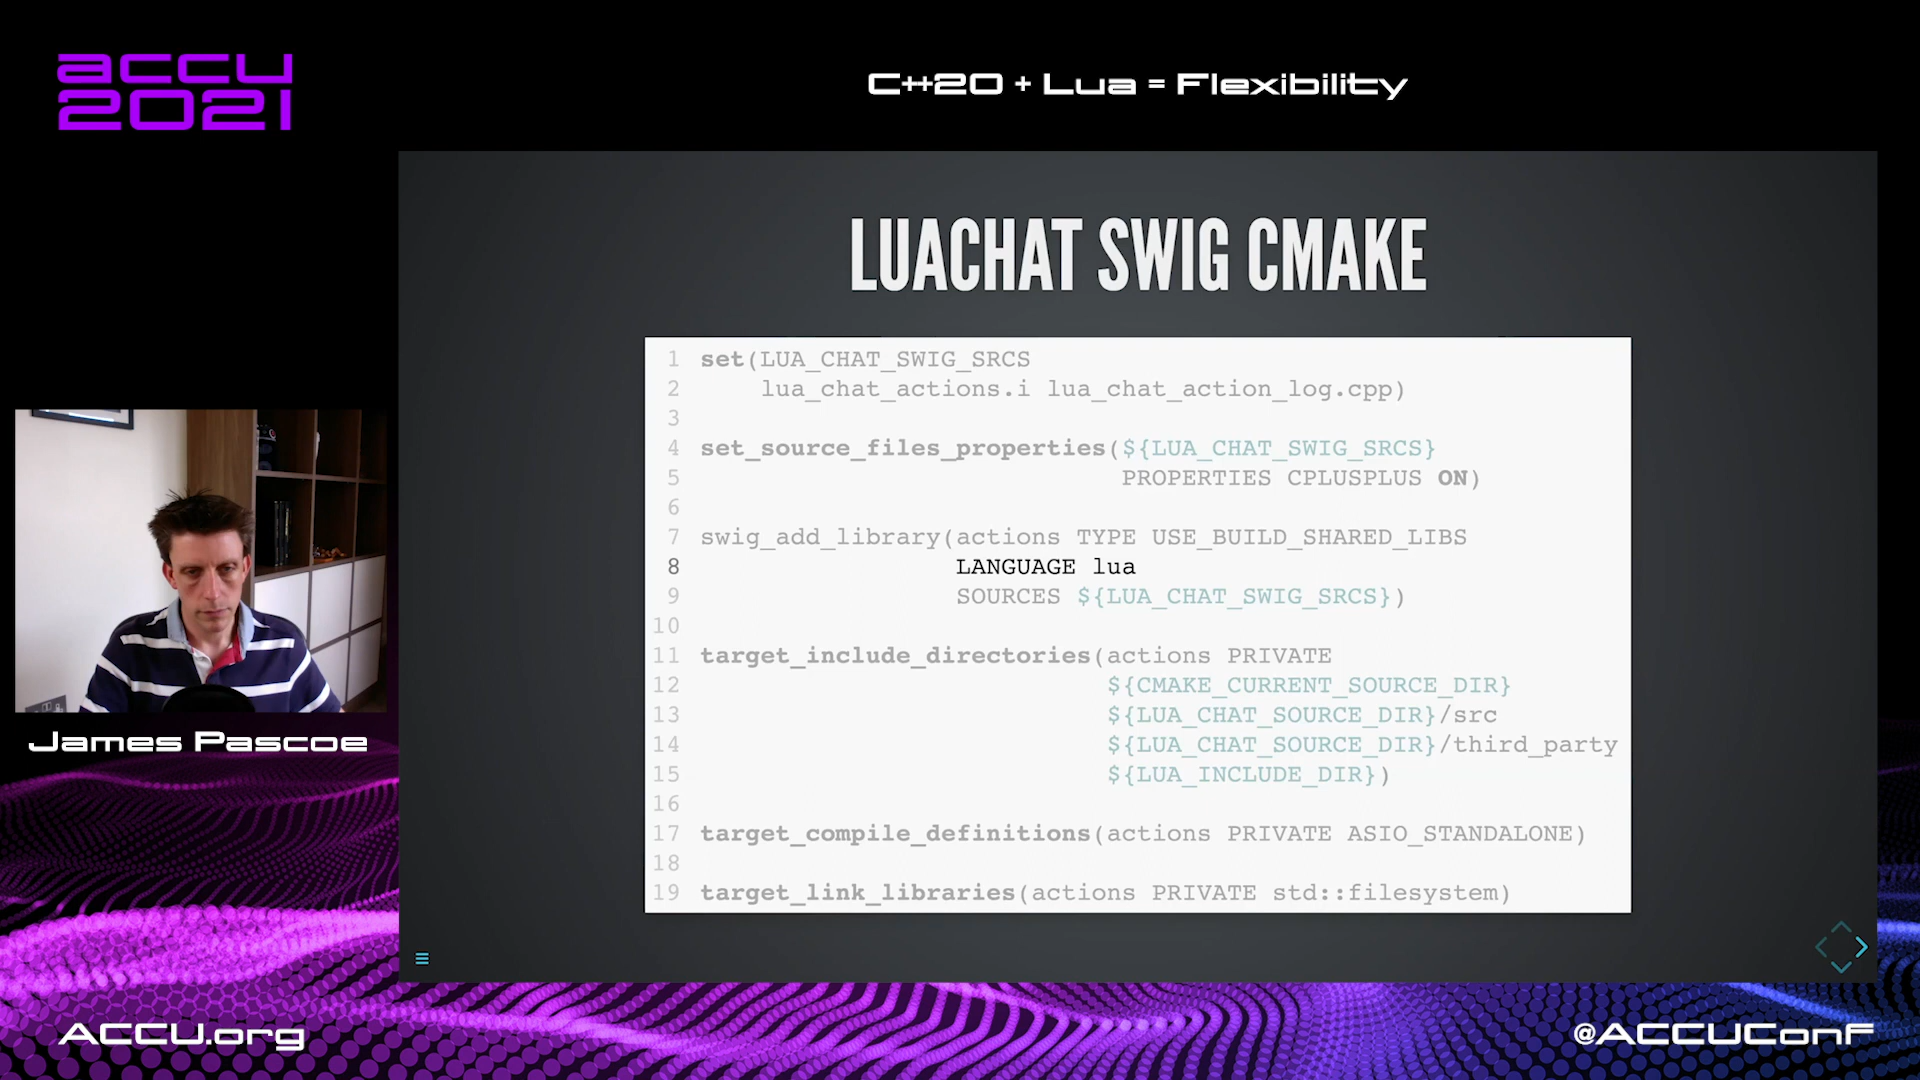 accu
2021
C++20 + Lua = Flexibility
LUACHAT SWIG CMAKE
1 set(LUA_CHAT_SWIG_SRCS
2 lua_chat_actions.i lua_chat_action_log.cpp)
3
4 set_source_files_properties(${LUA_CHAT_SWIG_SRCS}
5 PROPERTIES CPLUSPLUS ON)
6
7 swig_add_library(actions TYPE USE_BUILD_SHARED_LIBS
8 LANGUAGE lua
9 SOURCES ${LUA_CHAT_SWIG_SRCS})
10
11 target_include_directories(actions PRIVATE
12 ${CMAKE_CURRENT_SOURCE_DIR}
13 ${LUA_CHAT_SOURCE_DIR}/src
14 ${LUA_CHAT_SOURCE_DIR}/third_party
15 ${LUA_INCLUDE_DIR})
16
17 target_compile_definitions(actions PRIVATE ASIO_STANDALONE)
18
19 target_link_libraries(actions PRIVATE std::filesystem)
James Pascoe
ACCU.org
@ACCUConf